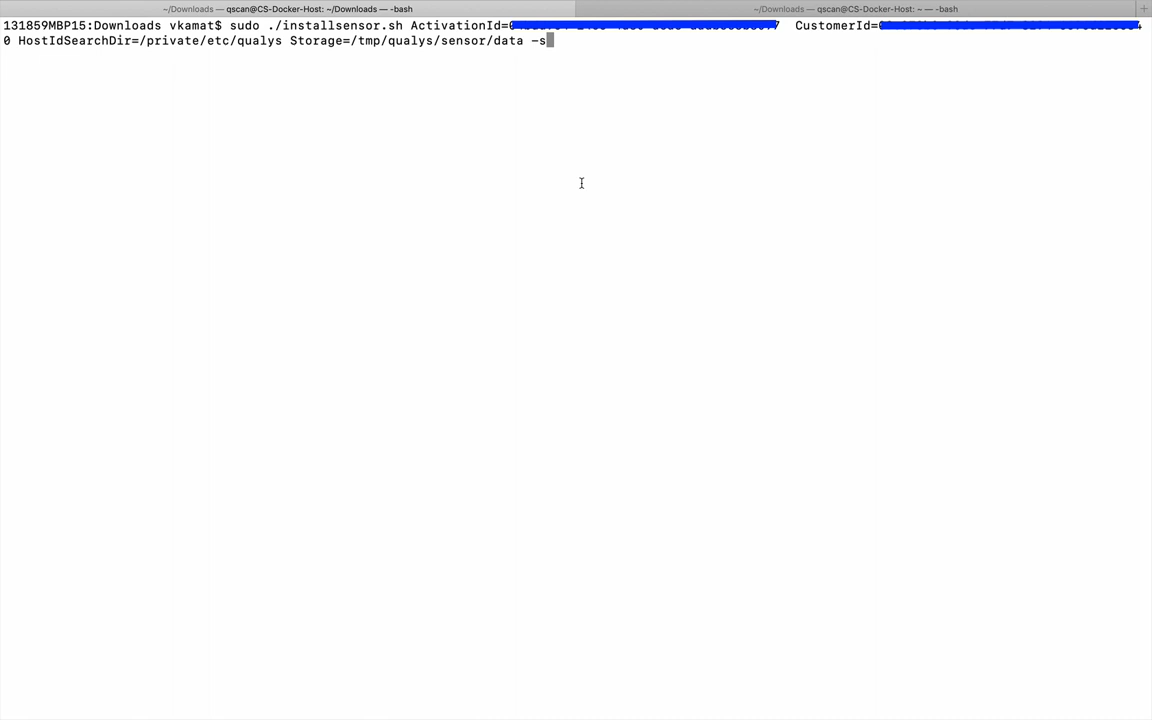 ~/Downloads — qscan@CS-Docker-Host: ~/Downloads — -bash
~/Downloads — qscan@CS-Docker-Host: ~ — -bash
+
131859MBP15:Downloads vkamat$ sudo ./installsensor.sh ActivationId= CustomerId=
0 HostIdSearchDir=/private/etc/qualys Storage=/tmp/qualys/sensor/data -s